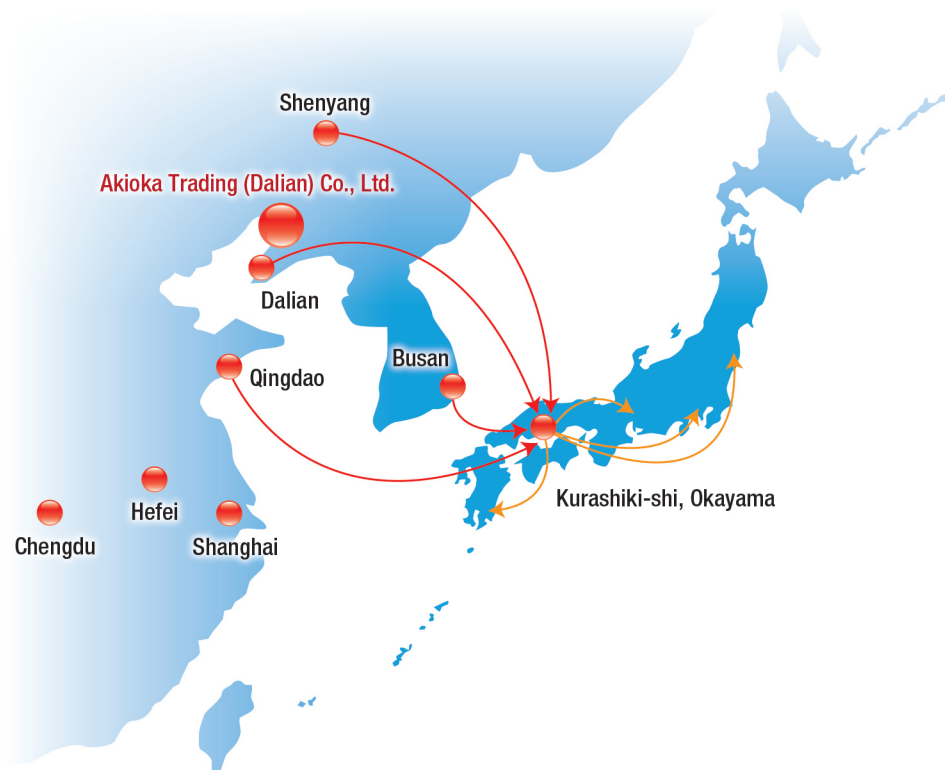 Shenyang
Akioka Trading (Dalian) Co., Ltd.
Dalian
Busan
Qingdao
Hefei
Kurashiki-shi, Okayama
Chengdu
Shanghai